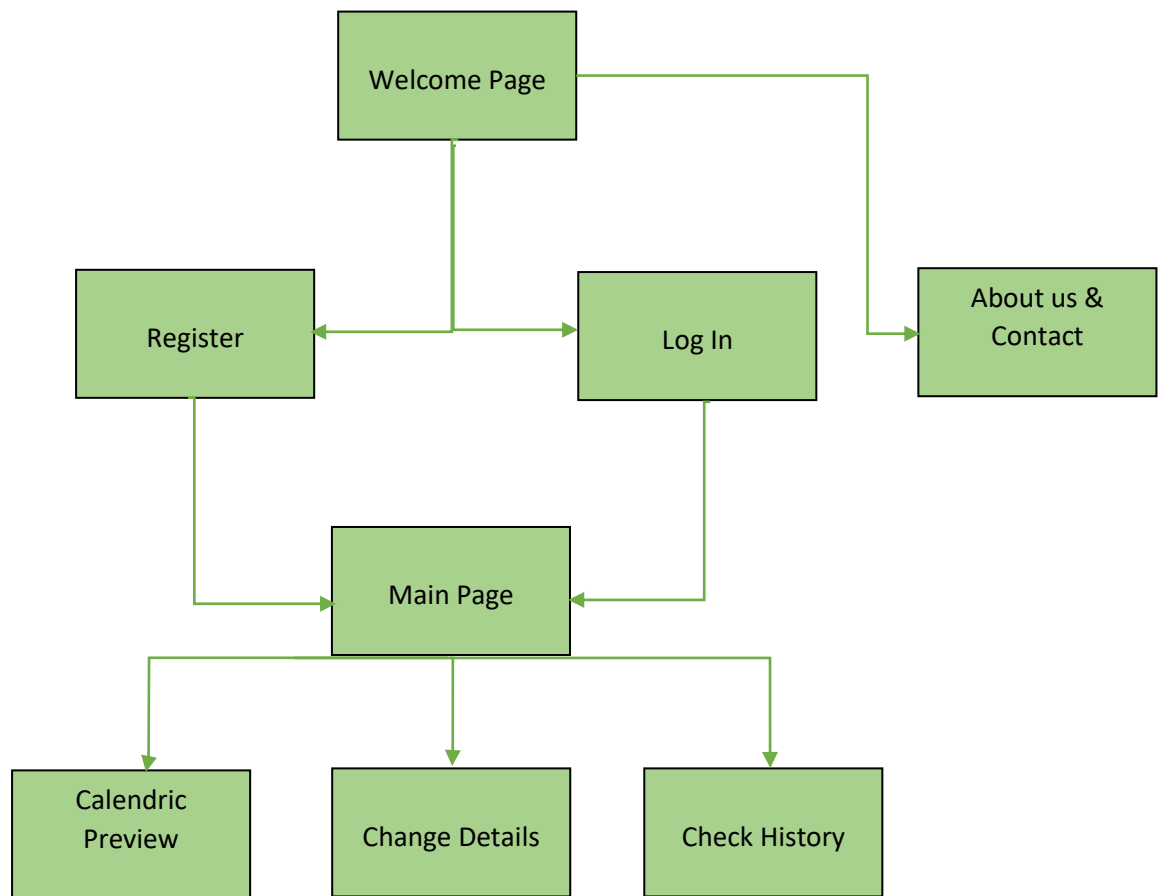 Welcome Page
Register
Log In
About us &
Contact
Main Page
Calendric
Preview
Change Details
Check History